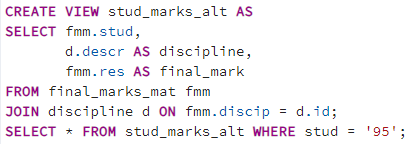 CREATE VIEW stud_marks_alt AS
SELECT fmm.stud,
d.descr AS discipline,
fmm.res AS final_mark
FROM final_marks_mat fmm
JOIN discipline d ON fmm.discip = d.id;
SELECT * FROM stud_marks_alt WHERE stud = '95';